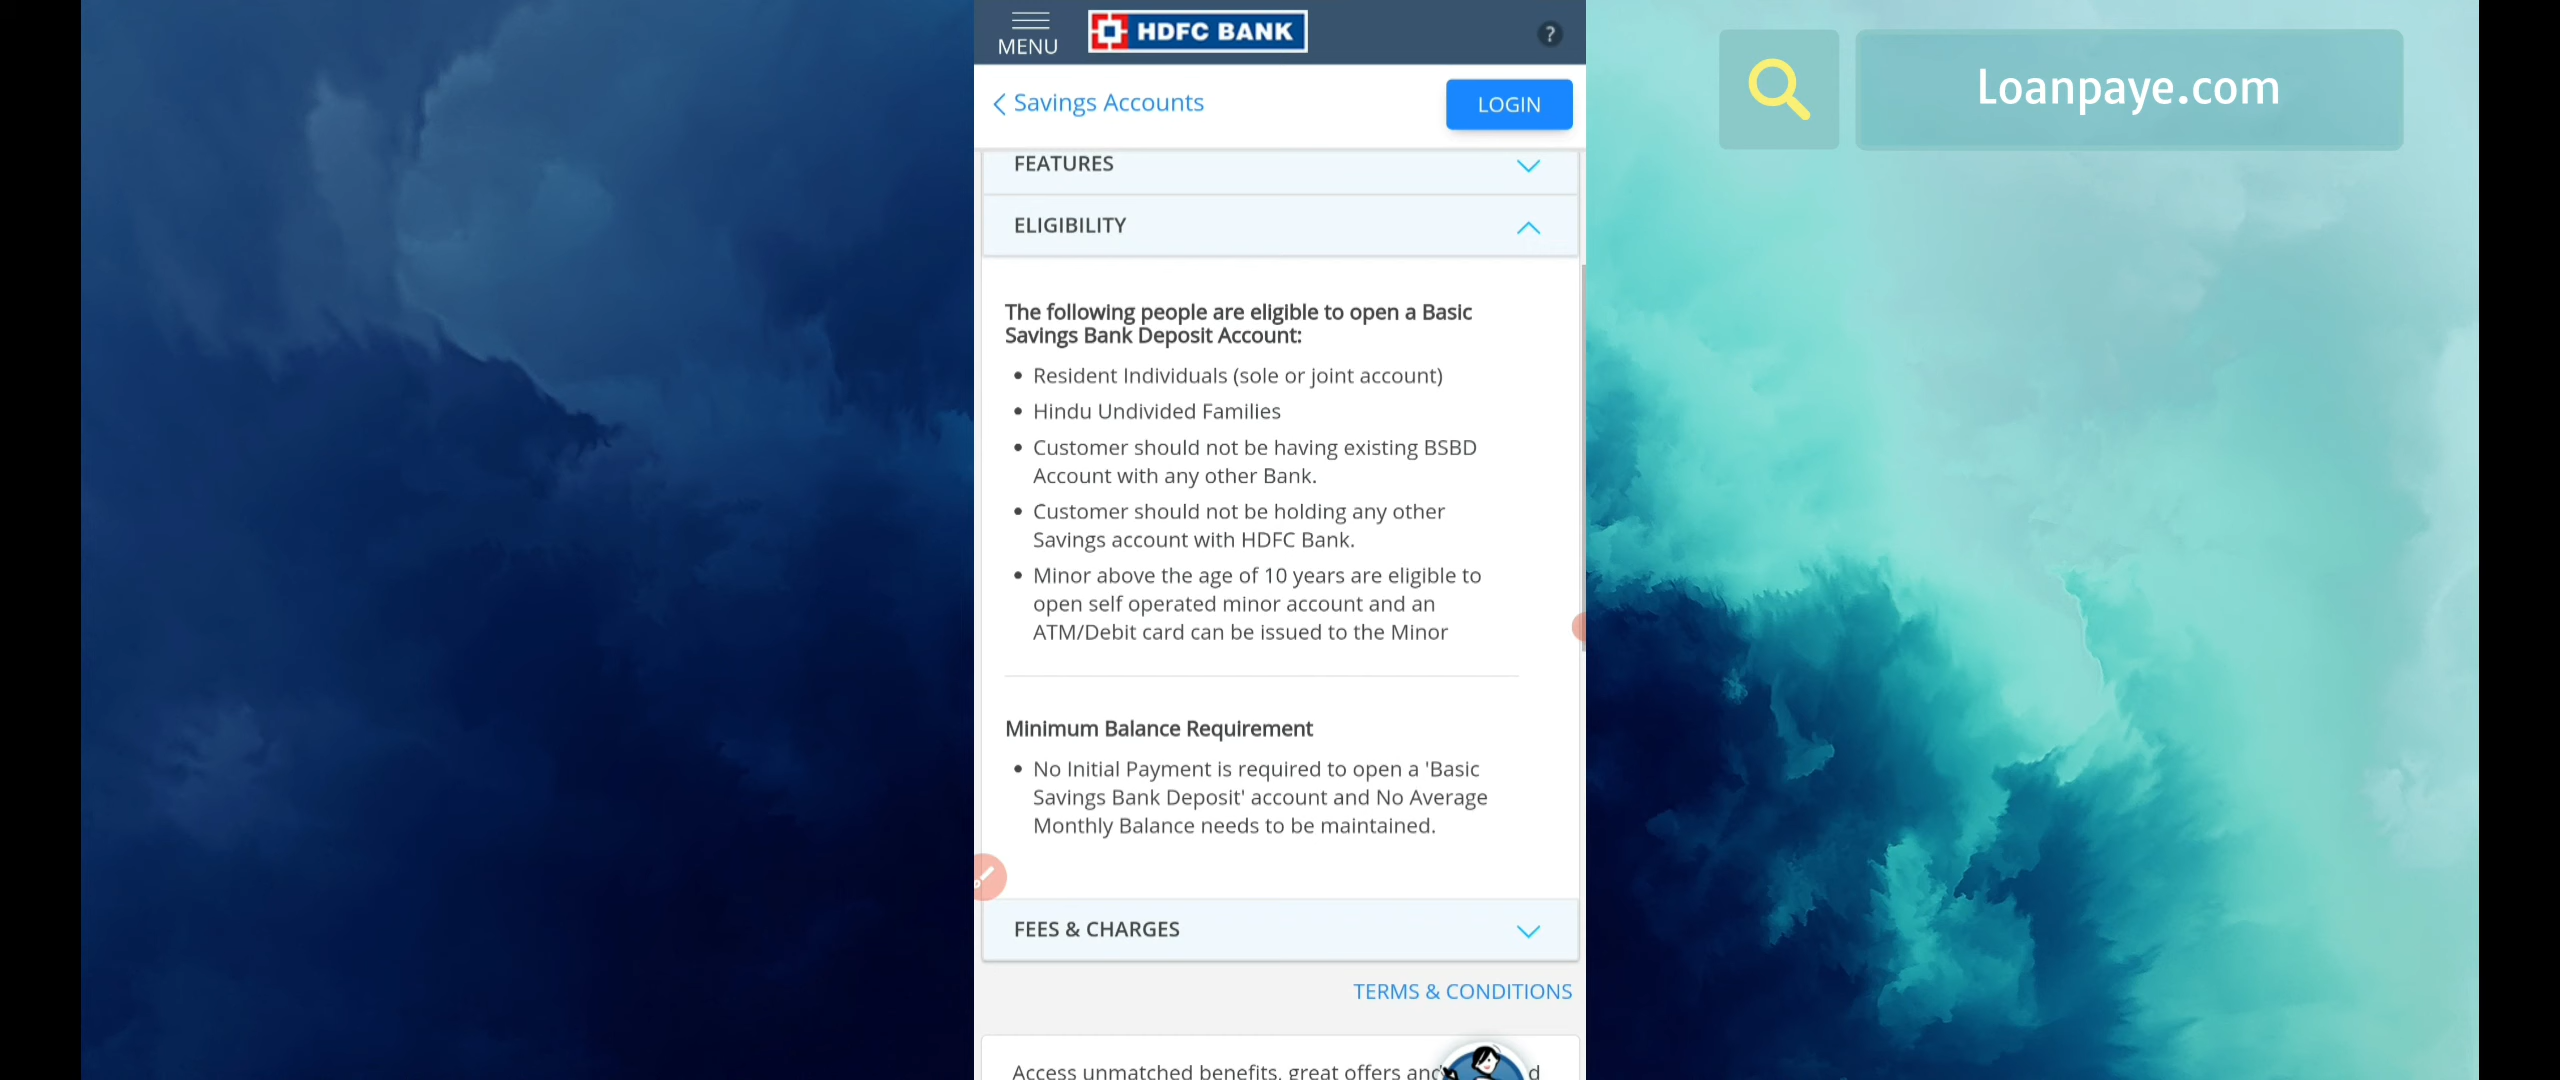 MENU
HDFC BANK
?
Savings Accounts
LOGIN
Loanpaye.com
FEATURES
ELIGIBILITY
The following people are eligible to open a Basic
Savings Bank Deposit Account:
• Resident Individuals (sole or joint account)
• Hindu Undivided Families
• Customer should not be having existing BSBD
Account with any other Bank.
• Customer should not be holding any other
Savings account with HDFC Bank.
• Minor above the age of 10 years are eligible to
open self operated minor account and an
ATM/Debit card can be issued to the Minor
Minimum Balance Requirement
• No Initial Payment is required to open a 'Basic
Savings Bank Deposit' account and No Average
Monthly Balance needs to be maintained.
FEES & CHARGES
TERMS & CONDITIONS
Access unmatched benefits, great offers